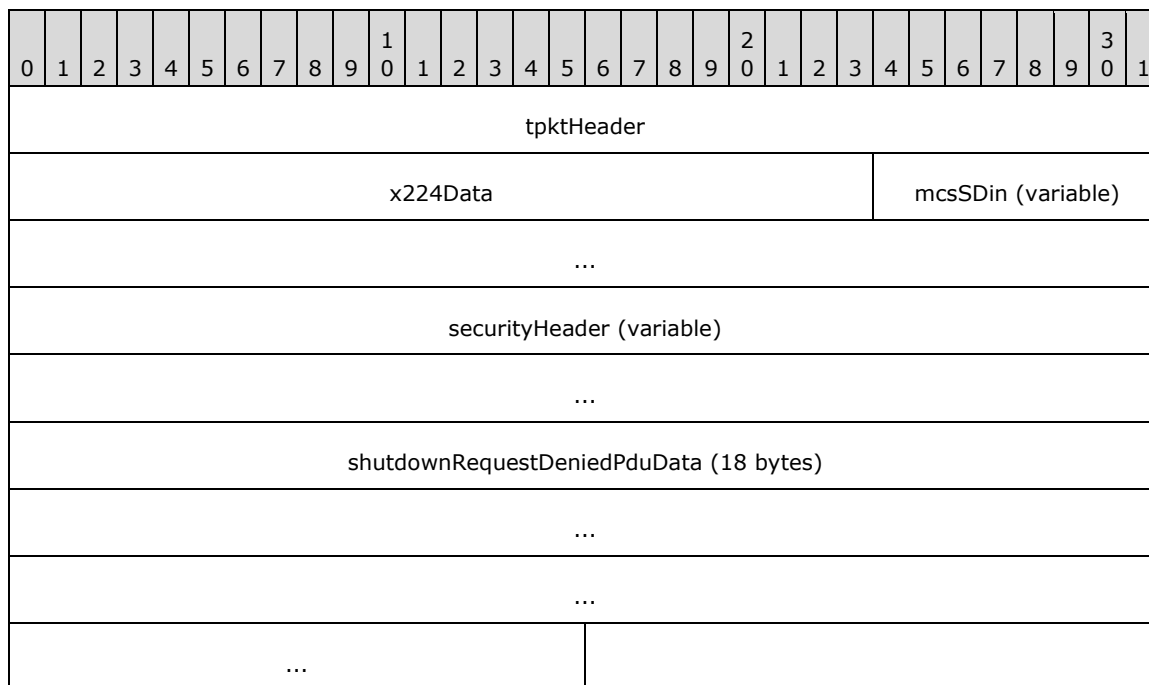 1 2 3
0 1 2 3 4 5 6 7 8 9 0 1 2 3 4 5 6 7 8 9 0 1 2 3 4 5 6 7 8 9 0 1
tpktHeader
x224Data mcsSDin (variable)
...
securityHeader (variable)
...
shutdownRequestDeniedPduData (18 bytes)
...
...
...